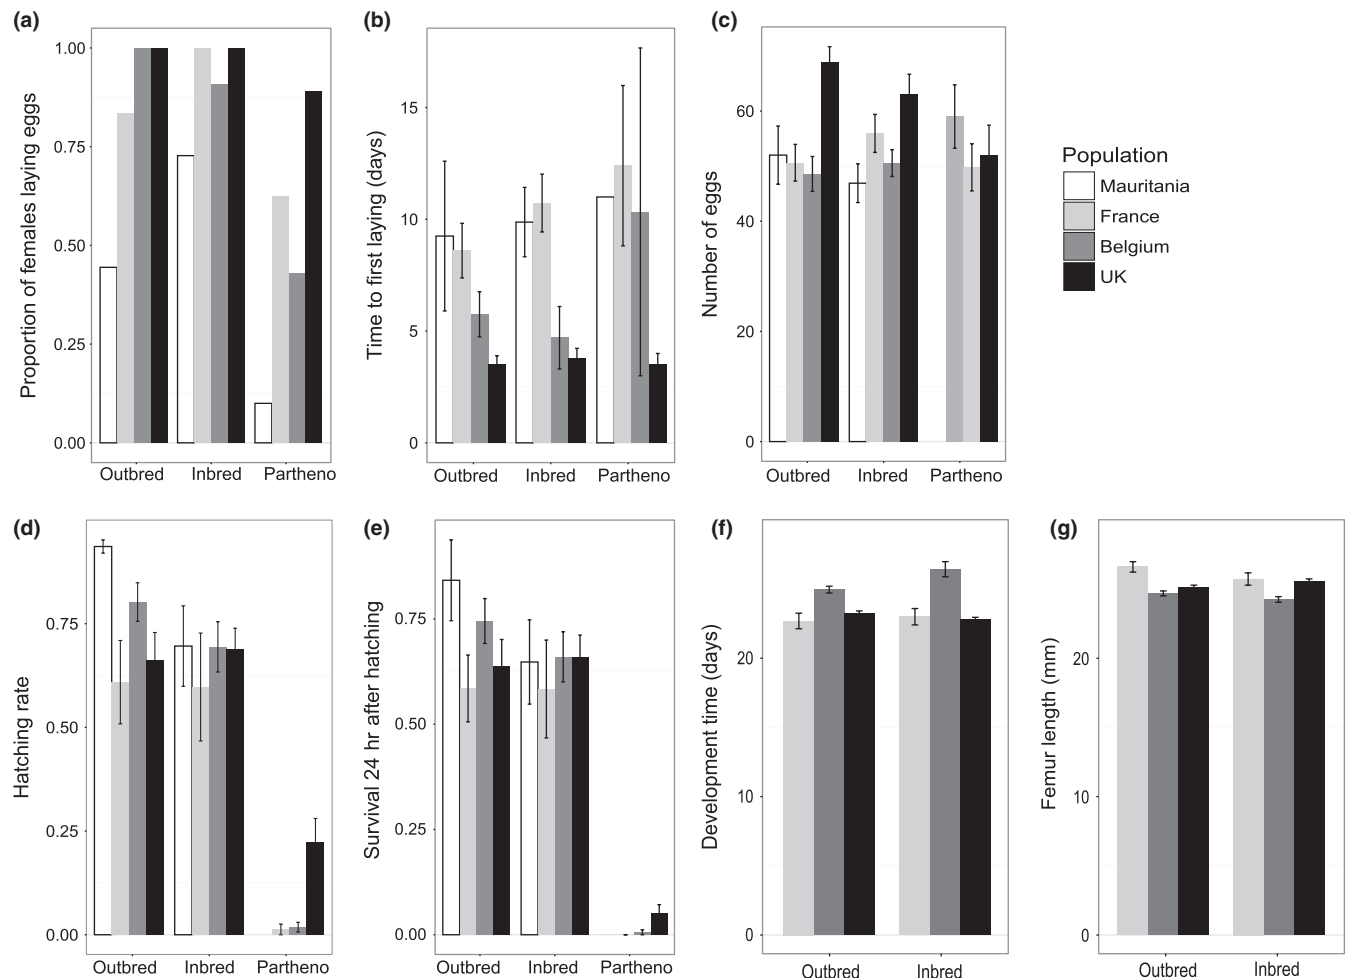 (a)
Proportion of females laying eggs
1.00
0.75
0.50
0.25
0.00
Outbred Inbred Partheno
(b)
Time to first laying (days)
15
10
5
0
Outbred Inbred Partheno
(c)
Number of eggs
60
40
20
0
Outbred Inbred Partheno
Population
Mauritania
France
Belgium
UK
(d)
Hatching rate
0.75
0.50
0.25
0.00
Outbred Inbred Partheno
(e)
Survival 24 hr after hatching
0.75
0.50
0.25
0.00
Outbred Inbred Partheno
(f)
Development time (days)
20
10
0
Outbred Inbred
(g)
Femur length (mm)
20
10
0
Outbred Inbred